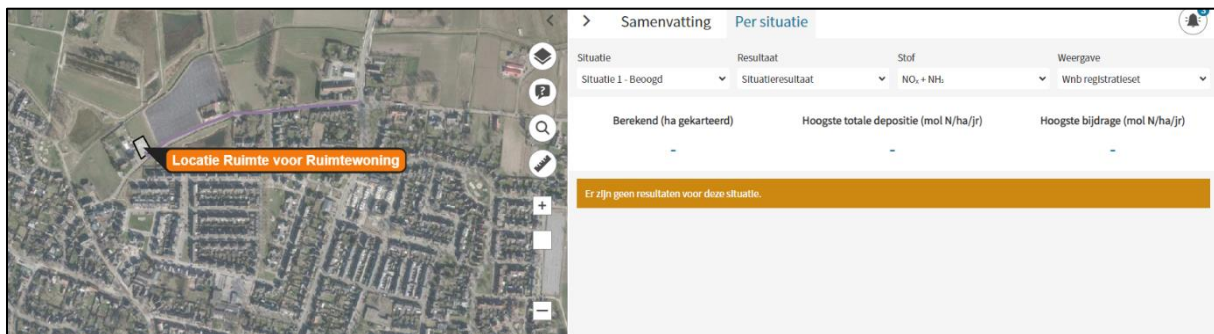 Locatie Ruimte voor Ruimtewoning
Samenvatting Per situatie
3
Situatie Resultaat Stof Weergave
Situatie 1 - Beoogd Situatieresultaat NOₓ + NH₃ Wnb registratieset
Berekend (ha gekarteerd) Hoogste totale depositie (mol N/ha/jr) Hoogste bijdrage (mol N/ha/jr)
- - -
Er zijn geen resultaten voor deze situatie.